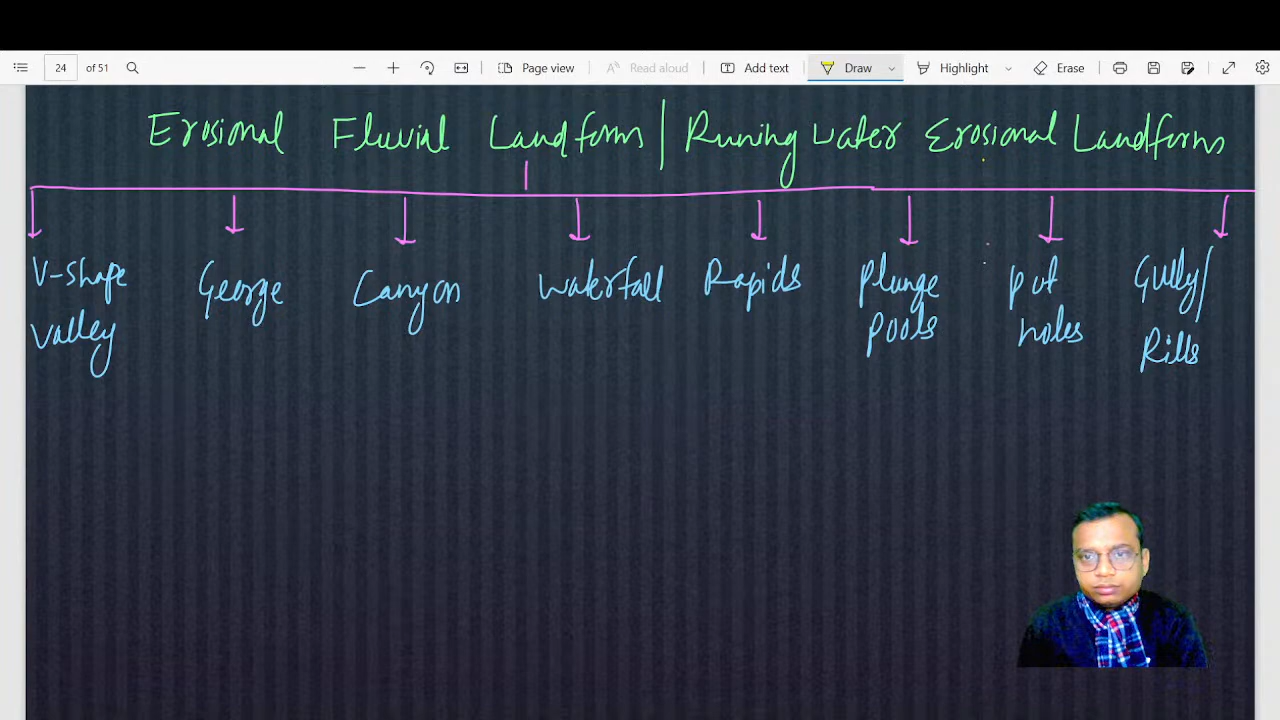 24 of 51 Page view Read aloud Add text Draw Highlight Erase
Erosional Fluvial Landform | Runing water Erosional Landforms
V-Shape George Canyon Waterfall Rapids Plunge Pot Gully/
Valley Pools holes Rills